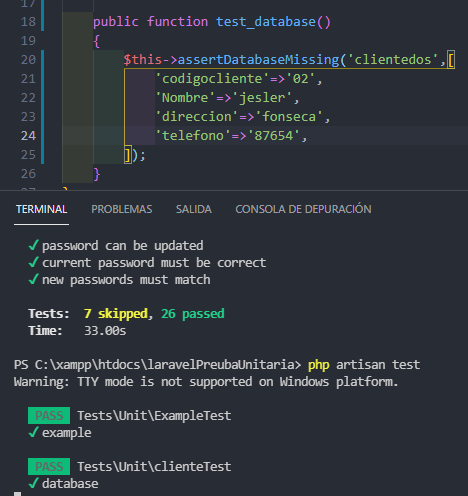 17
18 public function test_database()
19 {
20 $this->assertDatabaseMissing('clientedos',[
21 'codigocliente'=>'02',
22 'Nombre'=>'jesler',
23 'direccion'=>'fonseca',
24 'telefono'=>'87654',
25 ]);
26 }
27 }
TERMINAL PROBLEMAS SALIDA CONSOLA DE DEPURACIÓN
✓ password can be updated
✓ current password must be correct
✓ new passwords must match
Tests: 7 skipped, 26 passed
Time: 33.00s
PS C:\xampp\htdocs\laravelPreubaUnitaria> php artisan test
Warning: TTY mode is not supported on Windows platform.
PASS Tests\Unit\ExampleTest
✓ example
PASS Tests\Unit\clienteTest
✓ database